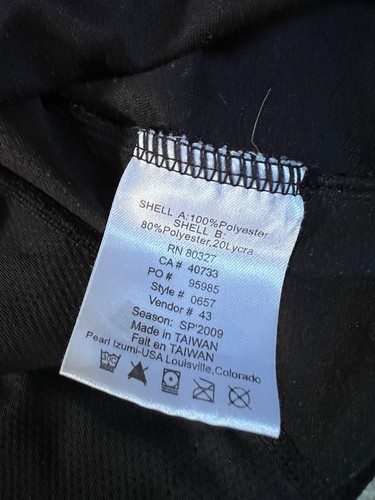 SHELL A:100%Polyester
SHELL B:
80%Polyester,20Lycra
RN 80327
CA# 40733
PO# 95985
Style # 0657
Vendor # 43
Season: SP'2009
Made in TAIWAN
Fait en TAIWAN
Pearl Izumi-USA Louisville,Colorado